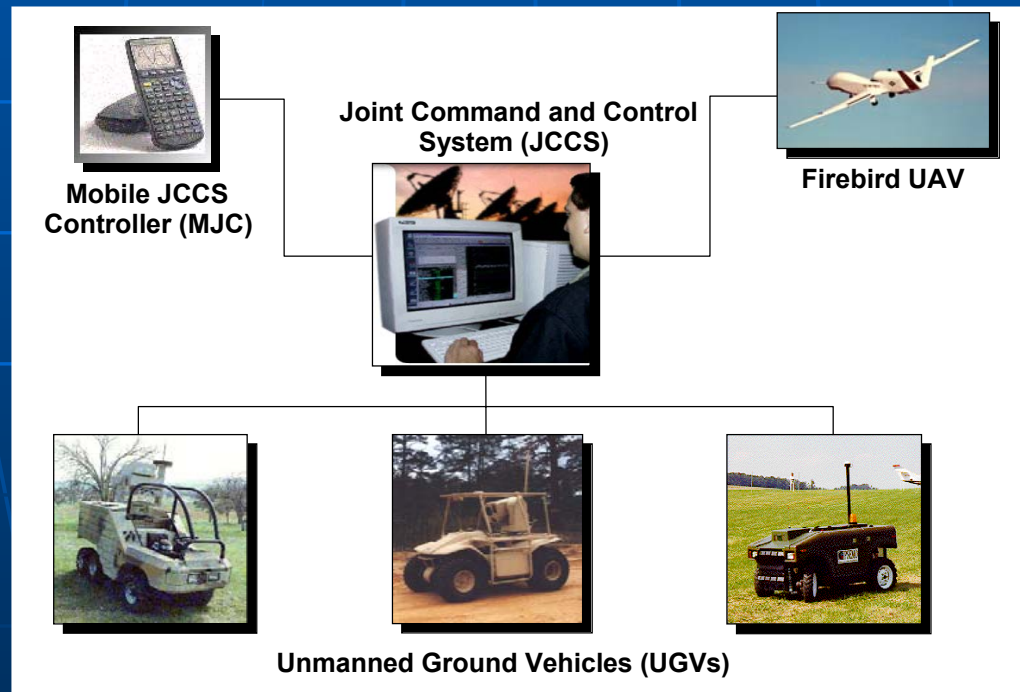 Joint Command and Control
System (JCCS)
Mobile JCCS
Controller (MJC)
Firebird UAV
Unmanned Ground Vehicles (UGVs)